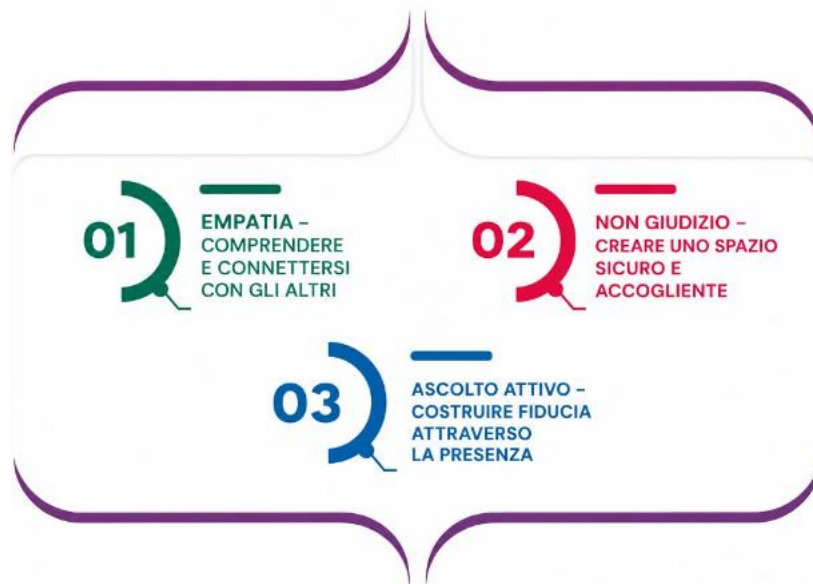 01
EMPATIA –
COMPRENDERE
E CONNETTERSI
CON GLI ALTRI
02
NON GIUDIZIO –
CREARE UNO SPAZIO
SICURO E
ACCOGLIENTE
03
ASCOLTO ATTIVO –
COSTRUIRE FIDUCIA
ATTRAVERSO
LA PRESENZA